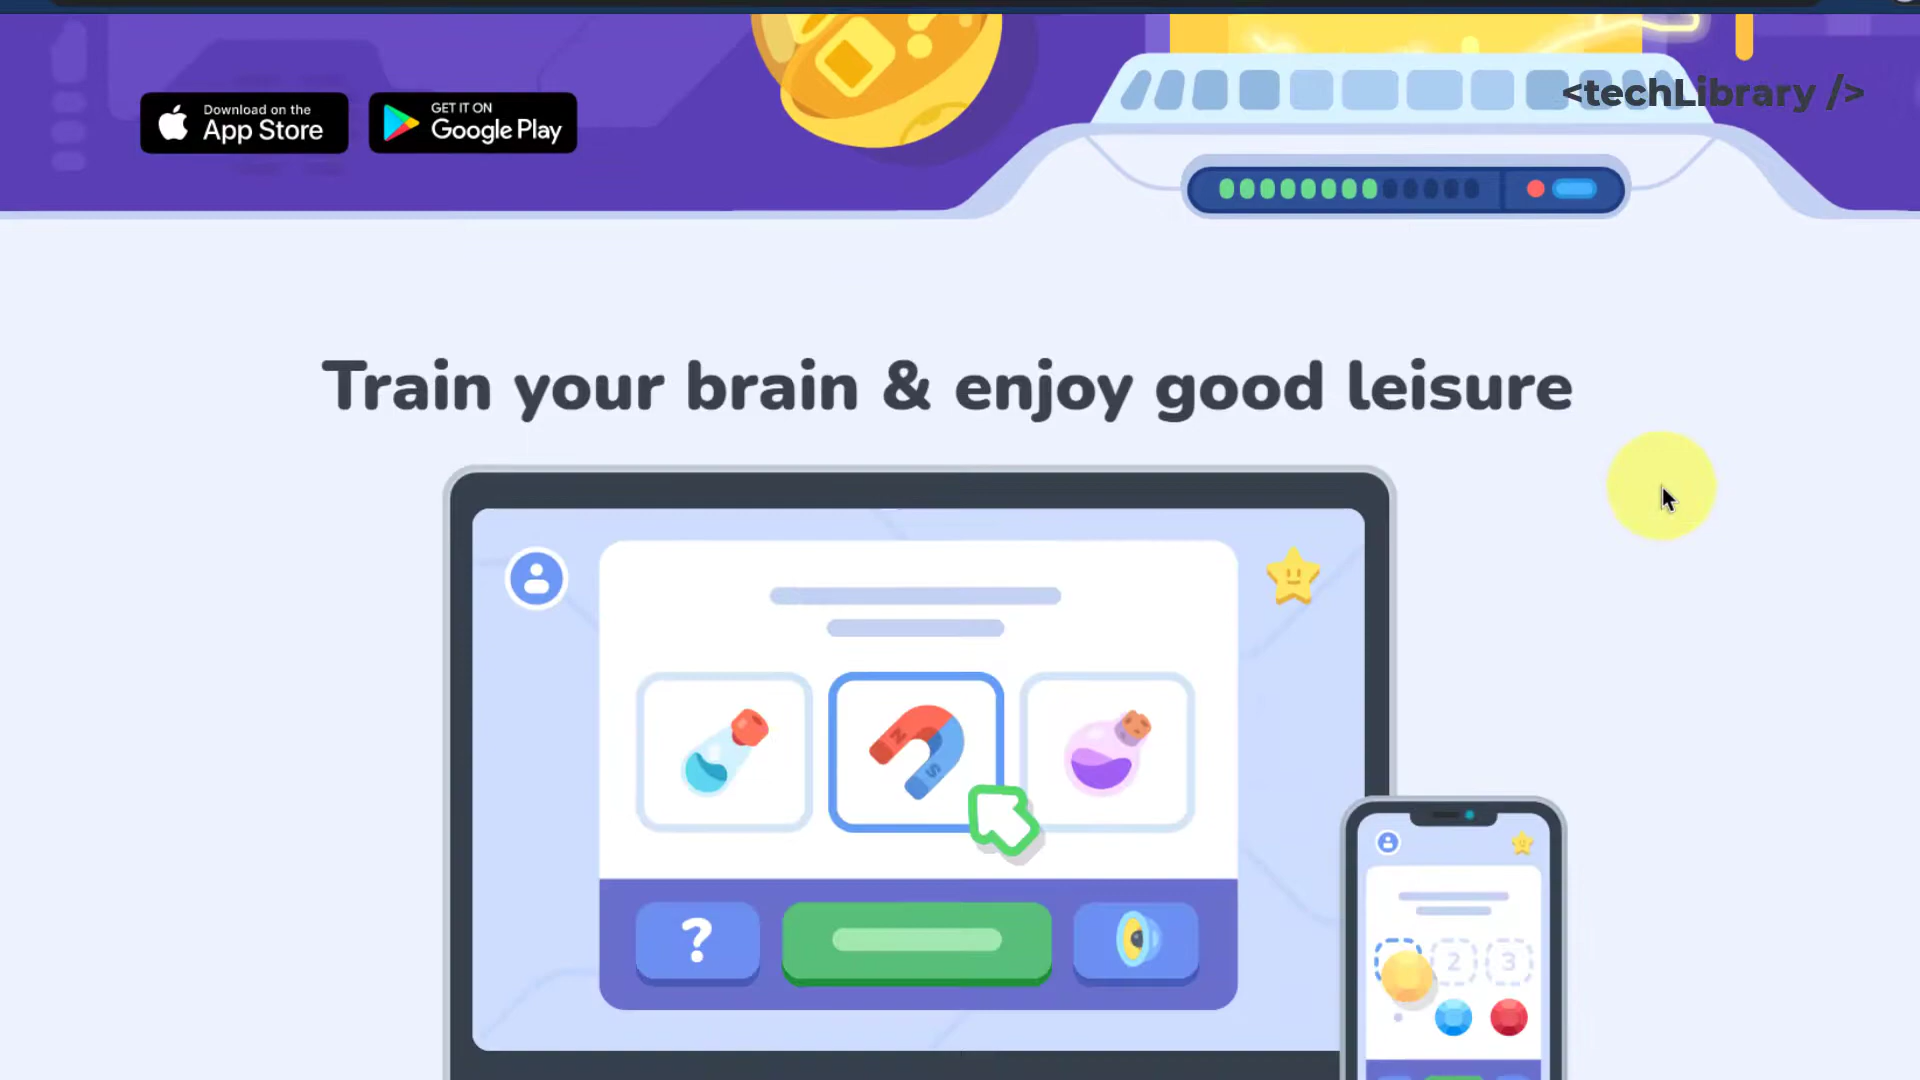 Download on the
App Store
GET IT ON
Google Play
<techLibrary />
Train your brain & enjoy good leisure
N
S
?
2
3